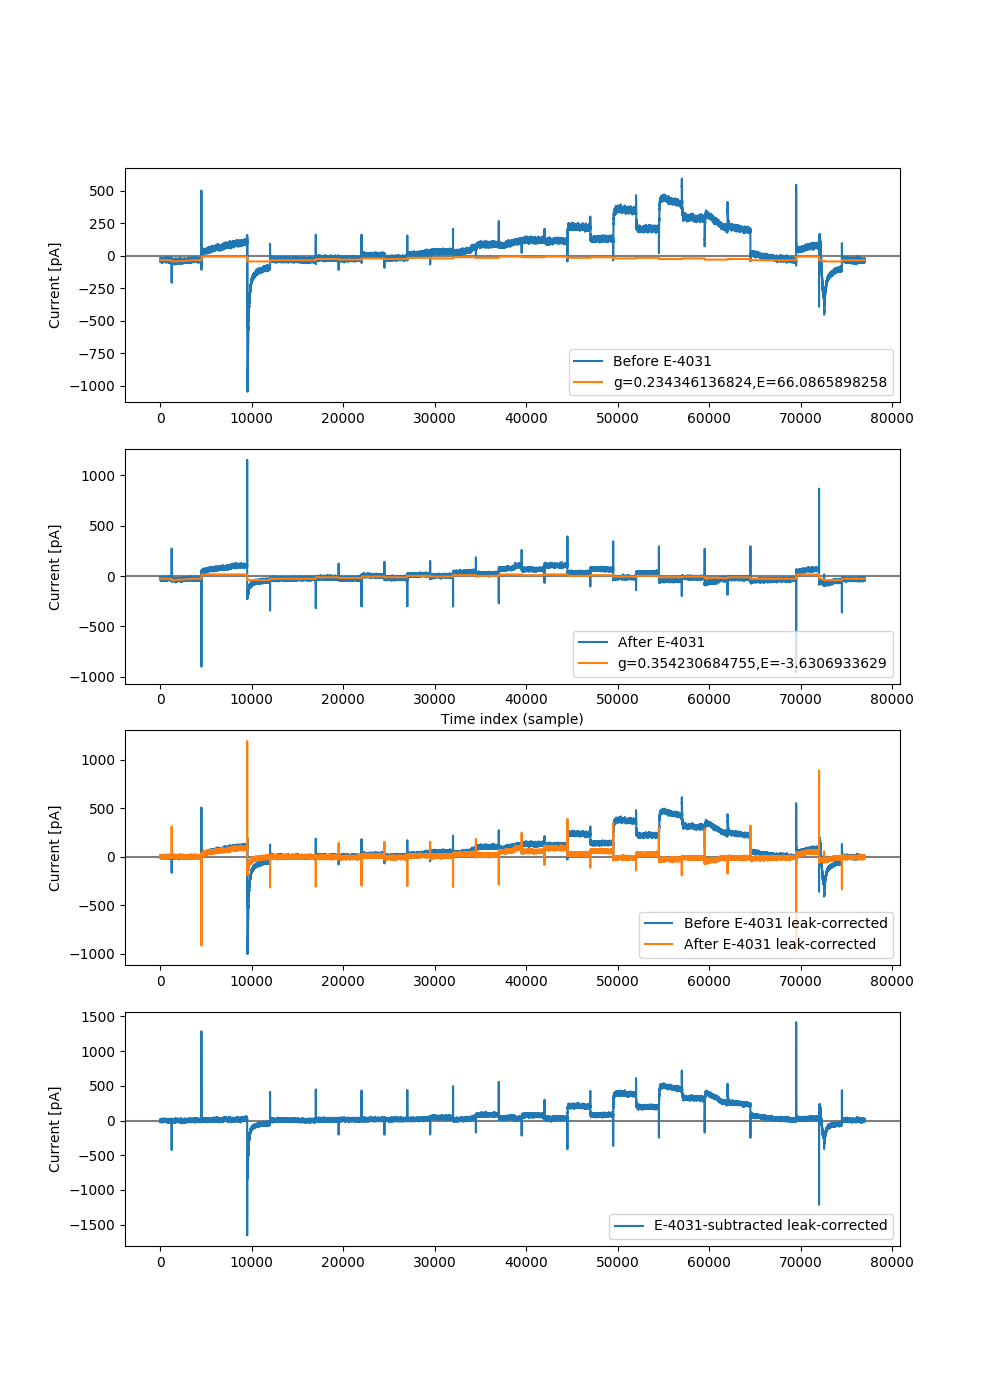 500
250
0
−250
−500
−750
−1000
Current [pA]
Before E-4031
g=0.234346136824,E=66.0865898258
0 10000 20000 30000 40000 50000 60000 70000 80000
1000
500
0
−500
−1000
Current [pA]
After E-4031
g=0.354230684755,E=-3.6306933629
0 10000 20000 30000 40000 50000 60000 70000 80000
Time index (sample)
1000
500
0
−500
−1000
Current [pA]
Before E-4031 leak-corrected
After E-4031 leak-corrected
0 10000 20000 30000 40000 50000 60000 70000 80000
1500
1000
500
0
−500
−1000
−1500
Current [pA]
E-4031-subtracted leak-corrected
0 10000 20000 30000 40000 50000 60000 70000 80000